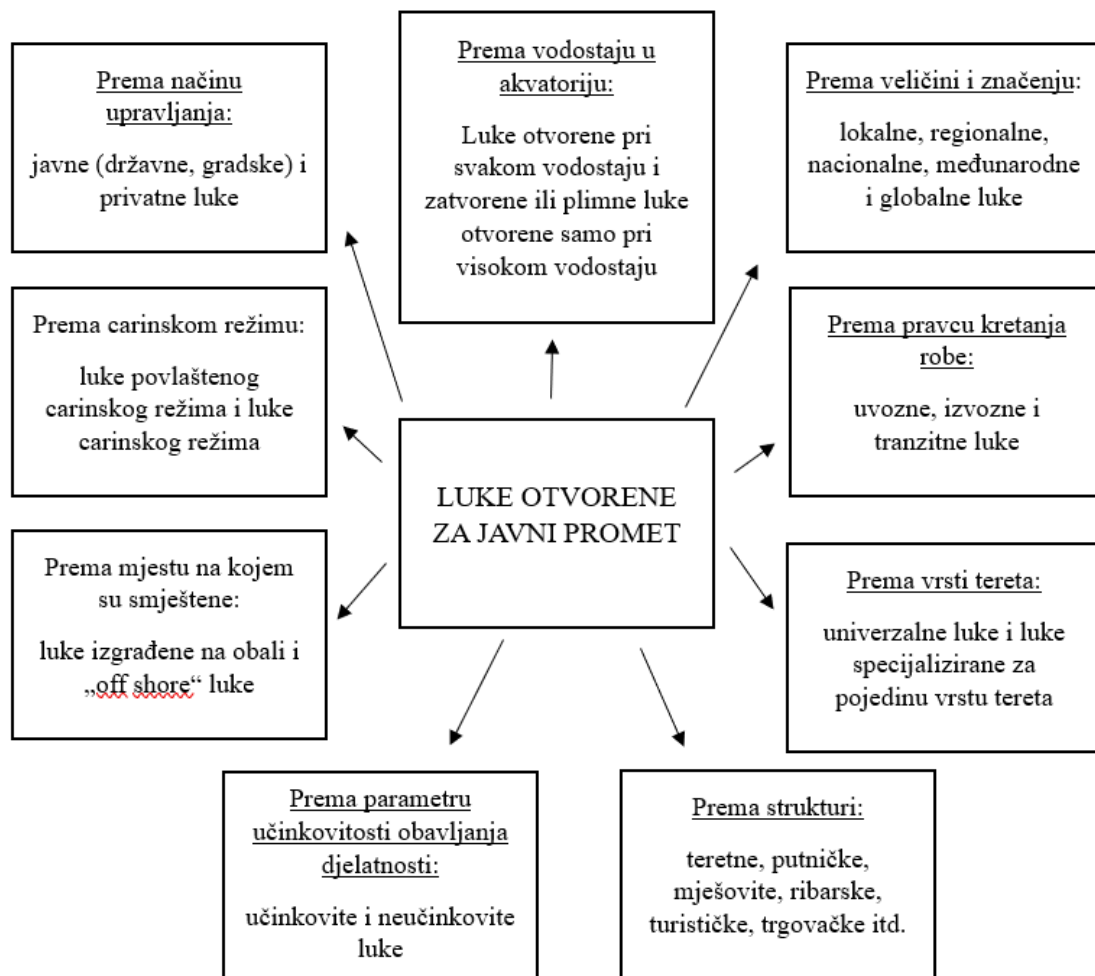 Prema načinu
upravljanja:
javne (državne, gradske) i
privatne luke
Prema vodostaju u
akvatoriju:
Luke otvorene pri
svakom vodostaju i
zatvorene ili plimne luke
otvorene samo pri
visokom vodostaju
Prema veličini i značenju:
lokalne, regionalne,
nacionalne, međunarodne
i globalne luke
Prema carinskom režimu:
luke povlaštenog
carinskog režima i luke
carinskog režima
Prema pravcu kretanja
robe:
uvozne, izvozne i
tranzitne luke
LUKE OTVORENE
ZA JAVNI PROMET
Prema mjestu na kojem
su smještene:
luke izgrađene na obali i
„off shore“ luke
Prema vrsti tereta:
univerzalne luke i luke
specijalizirane za
pojedinu vrstu tereta
Prema parametru
učinkovitosti obavljanja
djelatnosti:
učinkovite i neučinkovite
luke
Prema strukturi:
teretne, putničke,
mješovite, ribarske,
turističke, trgovačke itd.